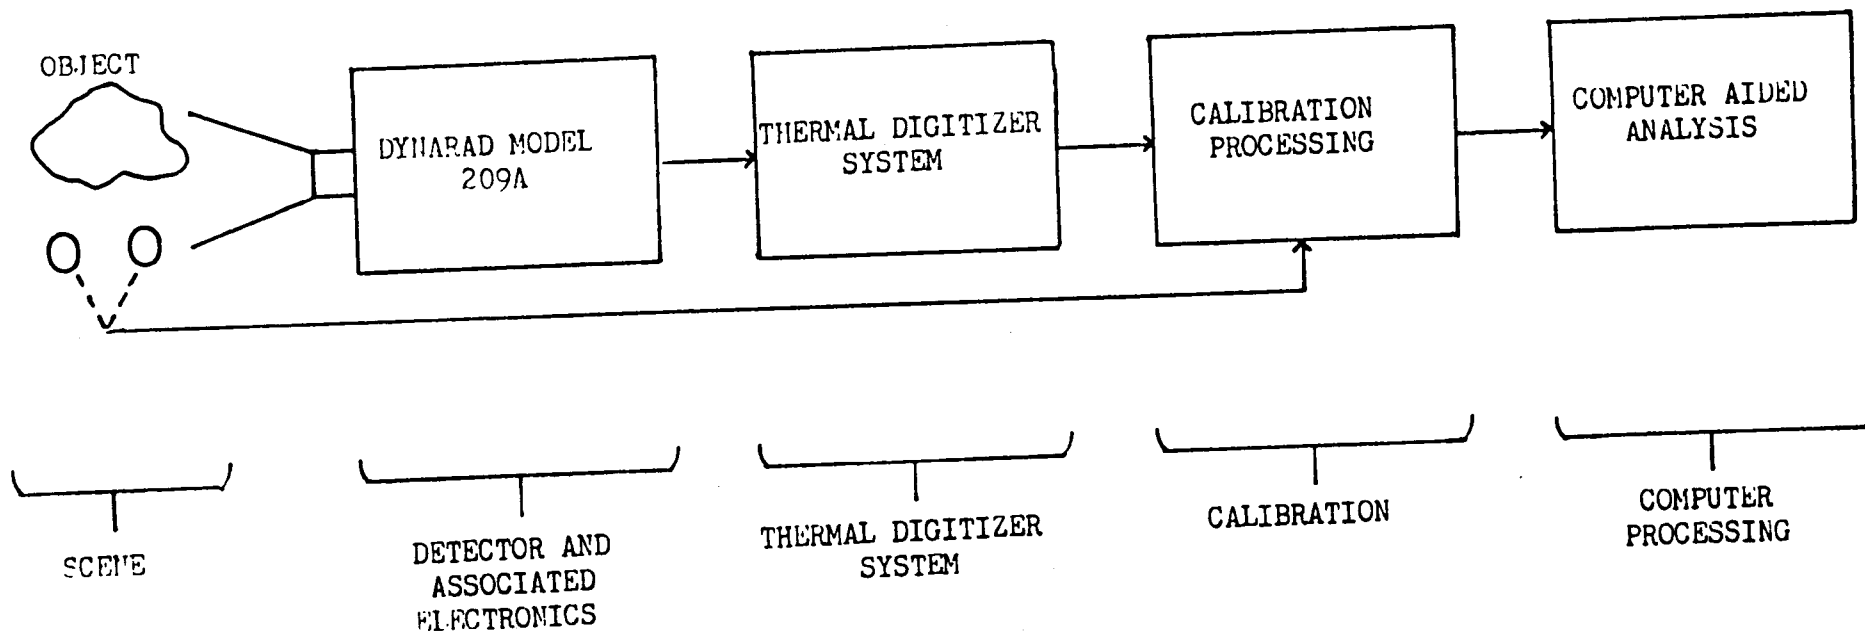 OBJECT
DYNARAD MODEL
209A
THERMAL DIGITIZER
SYSTEM
CALIBRATION
PROCESSING
COMPUTER AIDED
ANALYSIS
SCENE
DETECTOR AND
ASSOCIATED
ELECTRONICS
THERMAL DIGITIZER
SYSTEM
CALIBRATION
COMPUTER
PROCESSING